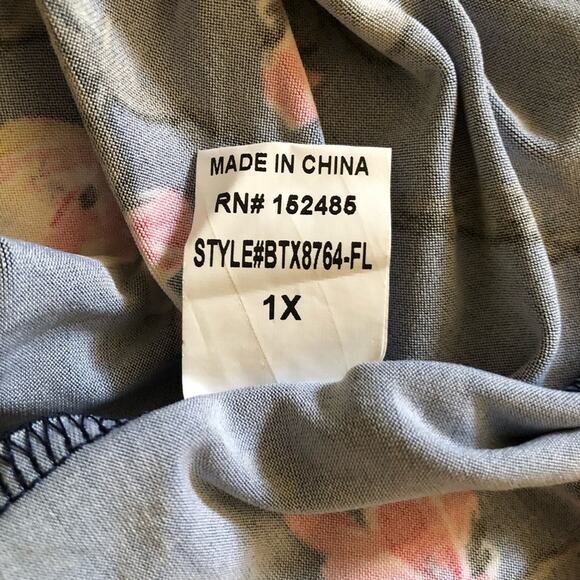 MADE IN CHINA
RN# 152485
STYLE#BTX8764-FL
1X